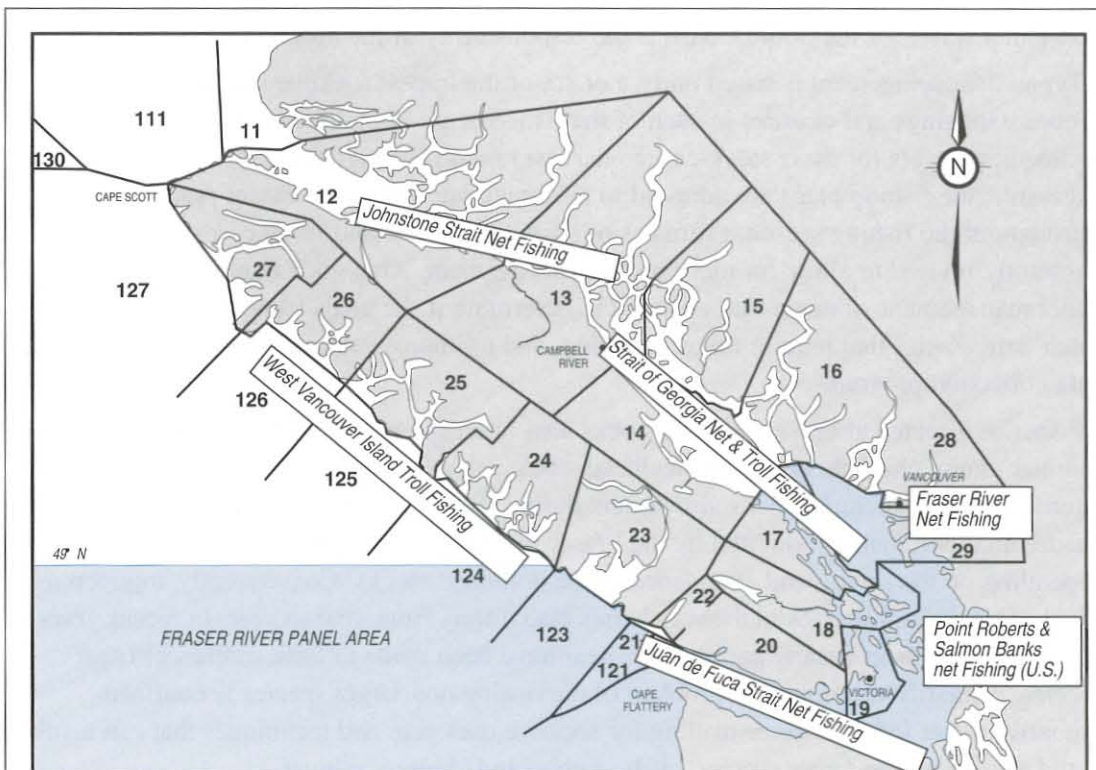 111
11
130
CAPE SCOTT
12
Johnstone Strait Net Fishing
N
127
27
26
13
15
CAMPBELL
RIVER
16
126
25
Strait of Georgia Net & Troll Fishing
West Vancouver Island Troll Fishing
14
28
125
24
VANCOUVER
Fraser River
Net Fishing
23
17
29
49° N
124
22
FRASER RIVER PANEL AREA
123
21
20
18
Point Roberts &
Salmon Banks
net Fishing (U.S.)
121
Juan de Fuca Strait Net Fishing
CAPE
FLATTERY
VICTORIA
19